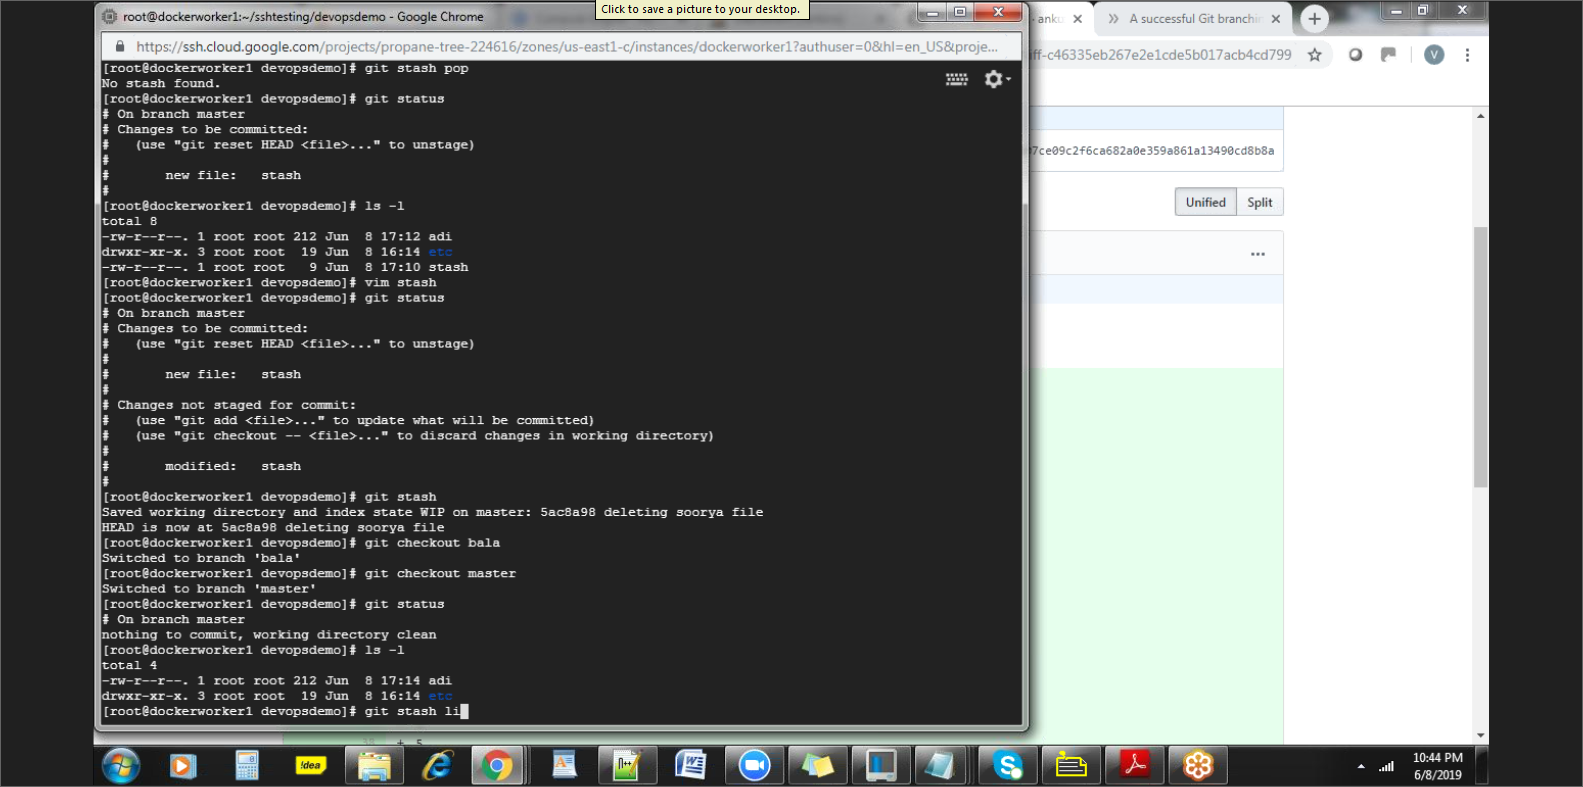 Click to save a picture to your desktop.
root@dockerworker1:~/sshtesting/devopsdemo - Google Chrome
anku
A successful Git branchi
https://ssh.cloud.google.com/projects/propane-tree-224616/zones/us-east1-c/instances/dockerworker1?authuser=0&hl=en_US&proje...
iff-c46335eb267e2e1cde5b017acb4cd799
V
[root@dockerworker1 devopsdemo]# git stash pop
No stash found.
[root@dockerworker1 devopsdemo]# git status
# On branch master
# Changes to be committed:
#   (use "git reset HEAD <file>..." to unstage)
#
#       new file:   stash
#
[root@dockerworker1 devopsdemo]# ls -l
total 8
-rw-r--r--. 1 root root 212 Jun  8 17:12 adi
drwxr-xr-x. 3 root root  19 Jun  8 16:14 etc
-rw-r--r--. 1 root root   9 Jun  8 17:10 stash
[root@dockerworker1 devopsdemo]# vim stash
[root@dockerworker1 devopsdemo]# git status
# On branch master
# Changes to be committed:
#   (use "git reset HEAD <file>..." to unstage)
#
#       new file:   stash
#
# Changes not staged for commit:
#   (use "git add <file>..." to update what will be committed)
#   (use "git checkout -- <file>..." to discard changes in working directory)
#
#       modified:   stash
#
[root@dockerworker1 devopsdemo]# git stash
Saved working directory and index state WIP on master: 5ac8a98 deleting soorya file
HEAD is now at 5ac8a98 deleting soorya file
[root@dockerworker1 devopsdemo]# git checkout bala
Switched to branch 'bala'
[root@dockerworker1 devopsdemo]# git checkout master
Switched to branch 'master'
[root@dockerworker1 devopsdemo]# git status
# On branch master
nothing to commit, working directory clean
[root@dockerworker1 devopsdemo]# ls -l
total 4
-rw-r--r--. 1 root root 212 Jun  8 17:14 adi
drwxr-xr-x. 3 root root  19 Jun  8 16:14 etc
[root@dockerworker1 devopsdemo]# git stash li
7ce09c2f6ca682a0e359a861a13490cd8b8a
Unified Split
+ 5
!dea
10:44 PM
6/8/2019